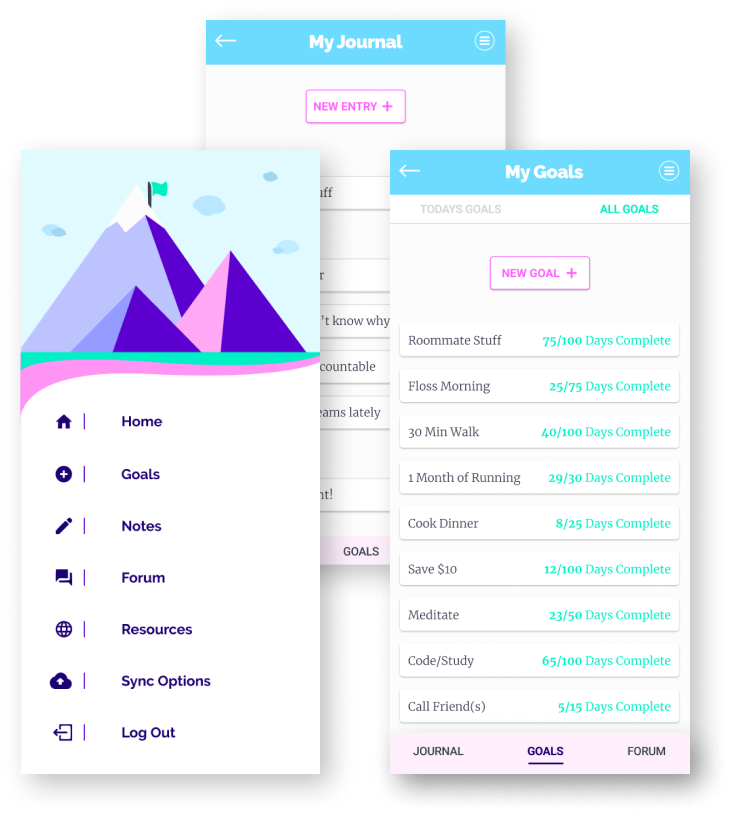 My Journal
NEW ENTRY +
't know why
countable
lately
GOALS
Home
Goals
Notes
Forum
Resources
Sync Options
Log Out
My Goals
TODAYS GOALS
ALL GOALS
NEW GOAL +
Roommate Stuff 75/100 Days Complete
Floss Morning 25/75 Days Complete
30 Min Walk 40/100 Days Complete
1 Month of Running 29/30 Days Complete
Cook Dinner 8/25 Days Complete
Save $10 12/100 Days Complete
Meditate 23/50 Days Complete
Code/Study 65/100 Days Complete
Call Friend(s) 5/15 Days Complete
JOURNAL GOALS FORUM